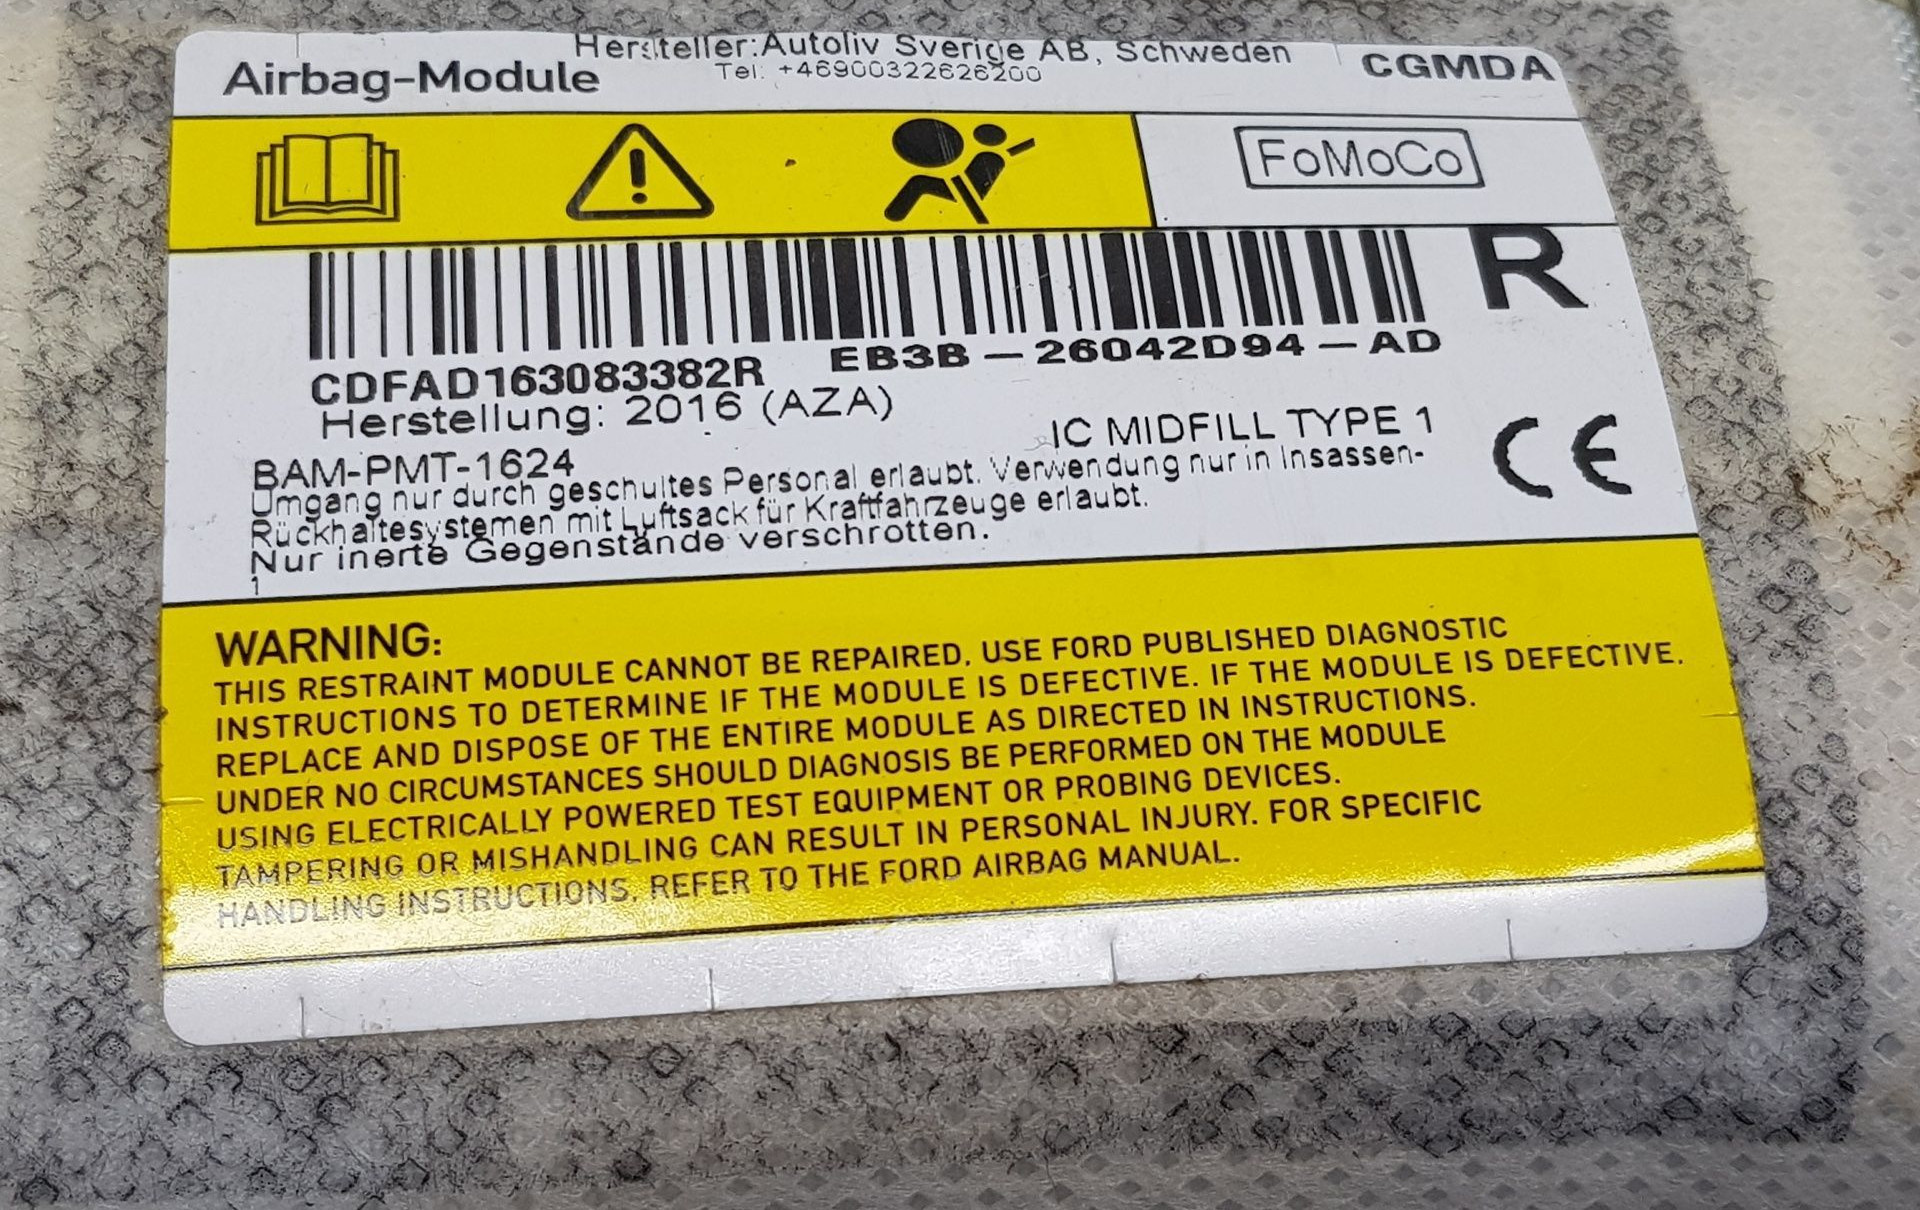 Hersteller:Autoliv Sverige AB, Schweden
Airbag-Module
Tel: +46900322626200
CGMDA
FoMoCo
R
CDFAD163083382R EB3B-26042D94-AD
Herstellung: 2016 (AZA)
IC MIDFILL TYPE 1
BAM-PMT-1624
Umgang nur durch geschultes Personal erlaubt. Verwendung nur in Insassen-
Rückhaltesystemen mit Luftsack für Kraftfahrzeuge erlaubt.
Nur inerte Gegenstände verschrotten.
1
CE
WARNING:
THIS RESTRAINT MODULE CANNOT BE REPAIRED. USE FORD PUBLISHED DIAGNOSTIC
INSTRUCTIONS TO DETERMINE IF THE MODULE IS DEFECTIVE. IF THE MODULE IS DEFECTIVE.
REPLACE AND DISPOSE OF THE ENTIRE MODULE AS DIRECTED IN INSTRUCTIONS.
UNDER NO CIRCUMSTANCES SHOULD DIAGNOSIS BE PERFORMED ON THE MODULE
USING ELECTRICALLY POWERED TEST EQUIPMENT OR PROBING DEVICES.
TAMPERING OR MISHANDLING CAN RESULT IN PERSONAL INJURY. FOR SPECIFIC
HANDLING INSTRUCTIONS, REFER TO THE FORD AIRBAG MANUAL.